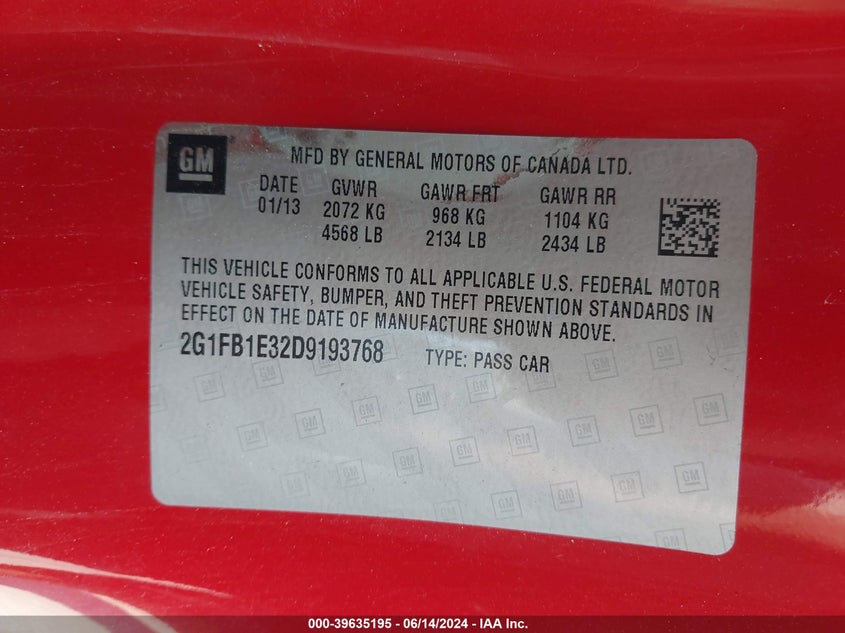 GM
MFD BY GENERAL MOTORS OF CANADA LTD.
DATE GVWR GAWR FRT GAWR RR
01/13 2072 KG 968 KG 1104 KG
4568 LB 2134 LB 2434 LB
THIS VEHICLE CONFORMS TO ALL APPLICABLE U.S. FEDERAL MOTOR
VEHICLE SAFETY, BUMPER, AND THEFT PREVENTION STANDARDS IN
EFFECT ON THE DATE OF MANUFACTURE SHOWN ABOVE.
2G1FB1E32D9193768 TYPE: PASS CAR
000-39635195 - 06/14/2024 - IAA Inc.